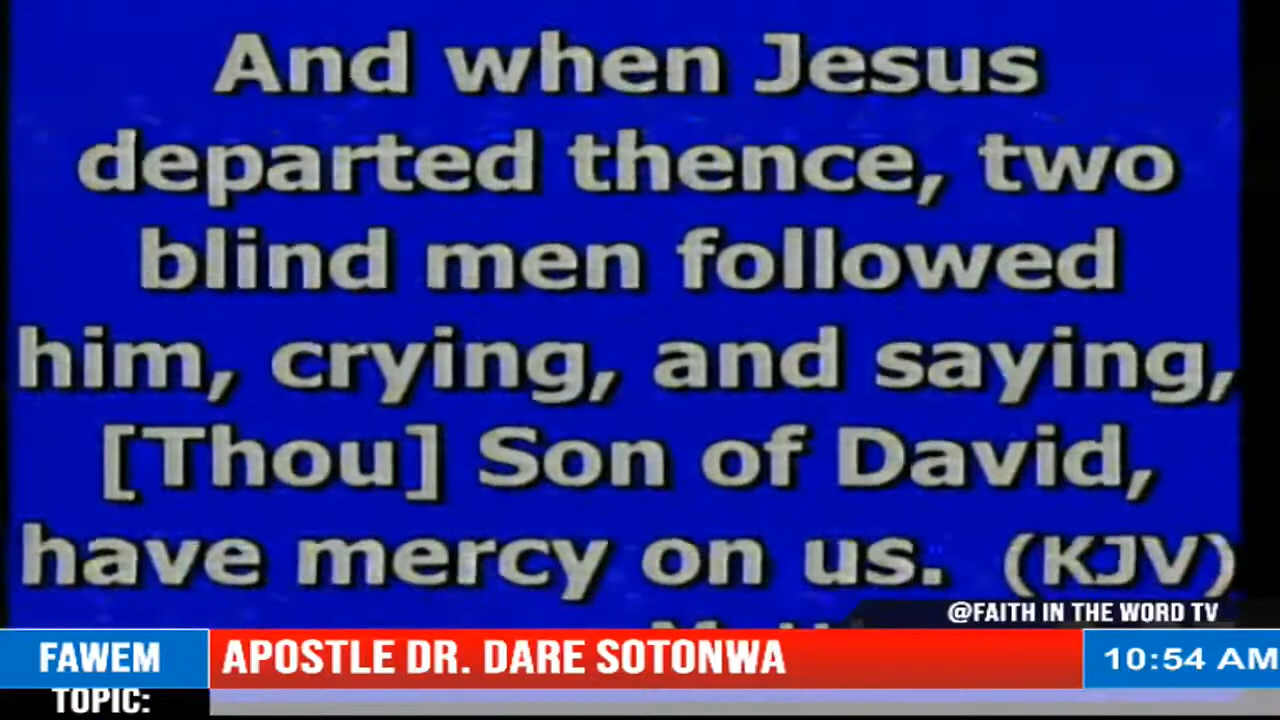 And when Jesus
departed thence, two
blind men followed
him, crying, and saying,
[Thou] Son of David,
have mercy on us. (KJV)
@FAITH IN THE WORD TV
FAWEM
APOSTLE DR. DARE SOTONWA
10:54 AM
TOPIC: